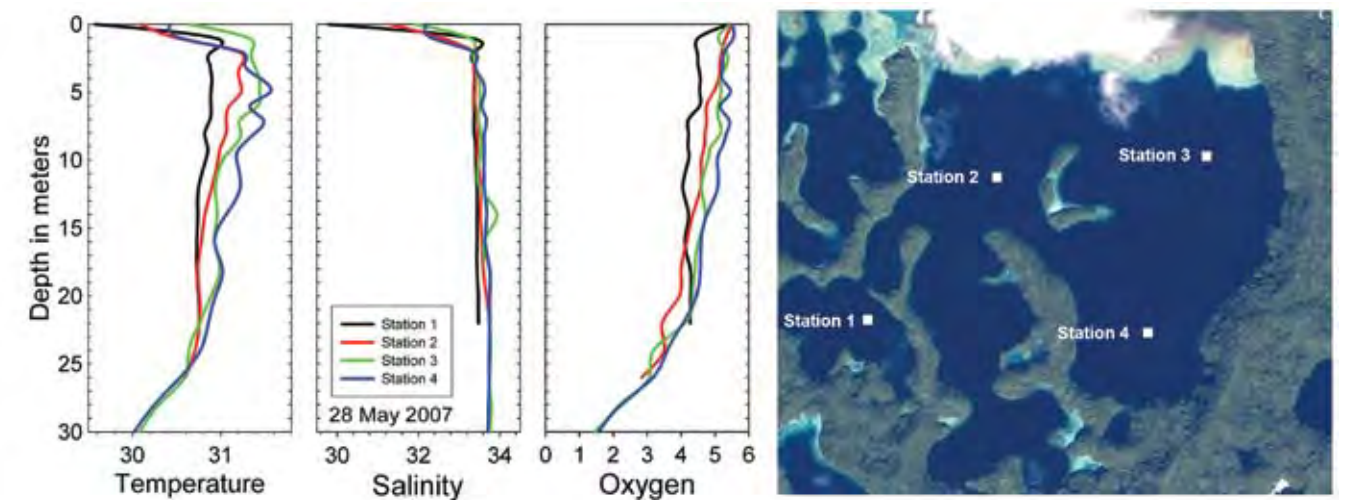 Depth in meters
0
5
10
15
20
25
30
30 31
Temperature
Station 1
Station 2
Station 3
Station 4
28 May 2007
30 32 34
Salinity
0 1 2 3 4 5 6
Oxygen
Station 3
Station 2
Station 1
Station 4